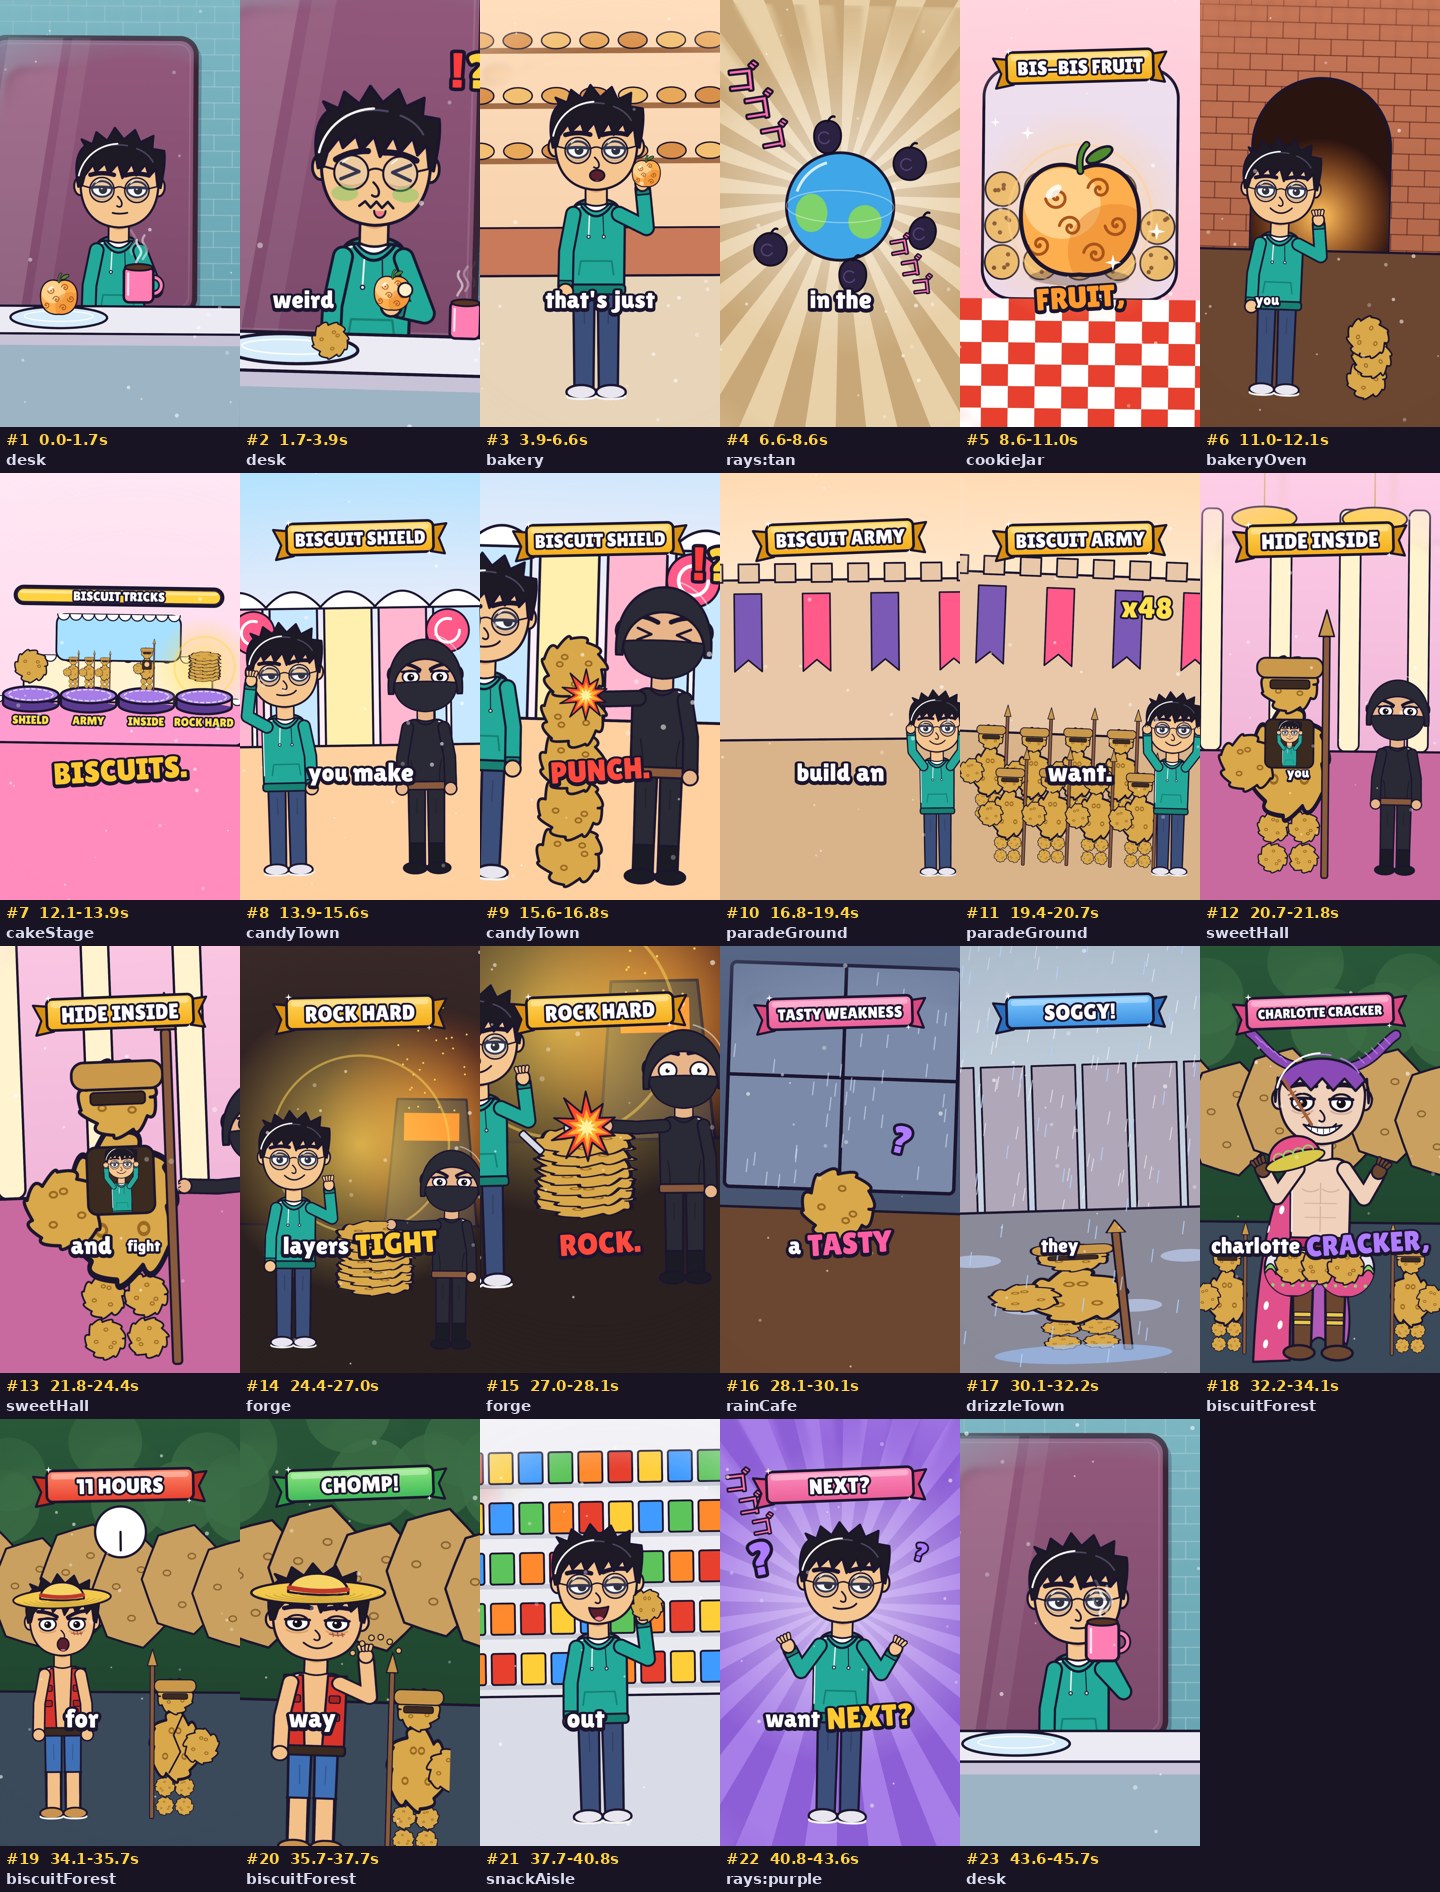 !?
weird
that's just
ゴゴゴ
ゴゴゴ
in the
BIS-BIS FRUIT
FRUIT,
you
#1 0.0-1.7s
desk
#2 1.7-3.9s
desk
#3 3.9-6.6s
bakery
#4 6.6-8.6s
rays:tan
#5 8.6-11.0s
cookieJar
#6 11.0-12.1s
bakeryOven
BISCUIT TRICKS
SHIELD
ARMY
INSIDE
ROCK HARD
BISCUITS.
BISCUIT SHIELD
you make
BISCUIT SHIELD
!?
PUNCH.
BISCUIT ARMY
build an
BISCUIT ARMY
x48
want.
HIDE INSIDE
you
#7 12.1-13.9s
cakeStage
#8 13.9-15.6s
candyTown
#9 15.6-16.8s
candyTown
#10 16.8-19.4s
paradeGround
#11 19.4-20.7s
paradeGround
#12 20.7-21.8s
sweetHall
HIDE INSIDE
and fight
ROCK HARD
layers TIGHT
ROCK HARD
ROCK.
TASTY WEAKNESS
?
a TASTY
SOGGY!
they
CHARLOTTE CRACKER
charlotte CRACKER,
#13 21.8-24.4s
sweetHall
#14 24.4-27.0s
forge
#15 27.0-28.1s
forge
#16 28.1-30.1s
rainCafe
#17 30.1-32.2s
drizzleTown
#18 32.2-34.1s
biscuitForest
11 HOURS
for
CHOMP!
way
out
NEXT?
ゴゴゴ
?
?
want NEXT?
#19 34.1-35.7s
biscuitForest
#20 35.7-37.7s
biscuitForest
#21 37.7-40.8s
snackAisle
#22 40.8-43.6s
rays:purple
#23 43.6-45.7s
desk